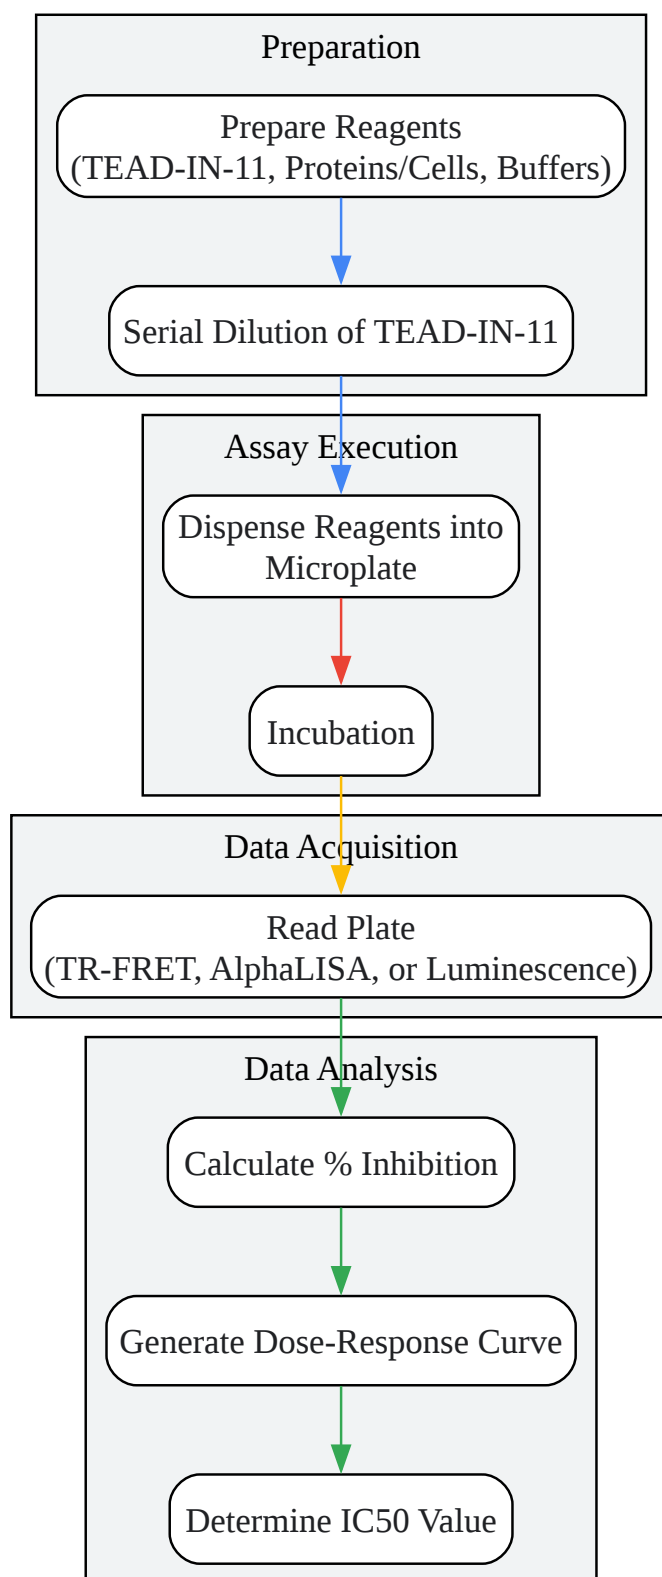 Preparation
Prepare Reagents
(TEAD-IN-11, Proteins/Cells, Buffers)
Serial Dilution of TEAD-IN-11
Assay Execution
Dispense Reagents into
Microplate
Incubation
Data Acquisition
Read Plate
(TR-FRET, AlphaLISA, or Luminescence)
Data Analysis
Calculate % Inhibition
Generate Dose-Response Curve
Determine IC50 Value